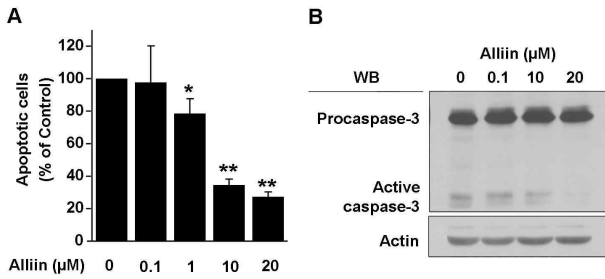 A
Apoptotic cells
(% of Control)
120
100
80
60
40
20
0
*
**
**
Alliin (µM) 0 0.1 1 10 20
B
Alliin (µM)
WB 0 0.1 10 20
Procaspase-3
Active
caspase-3
Actin